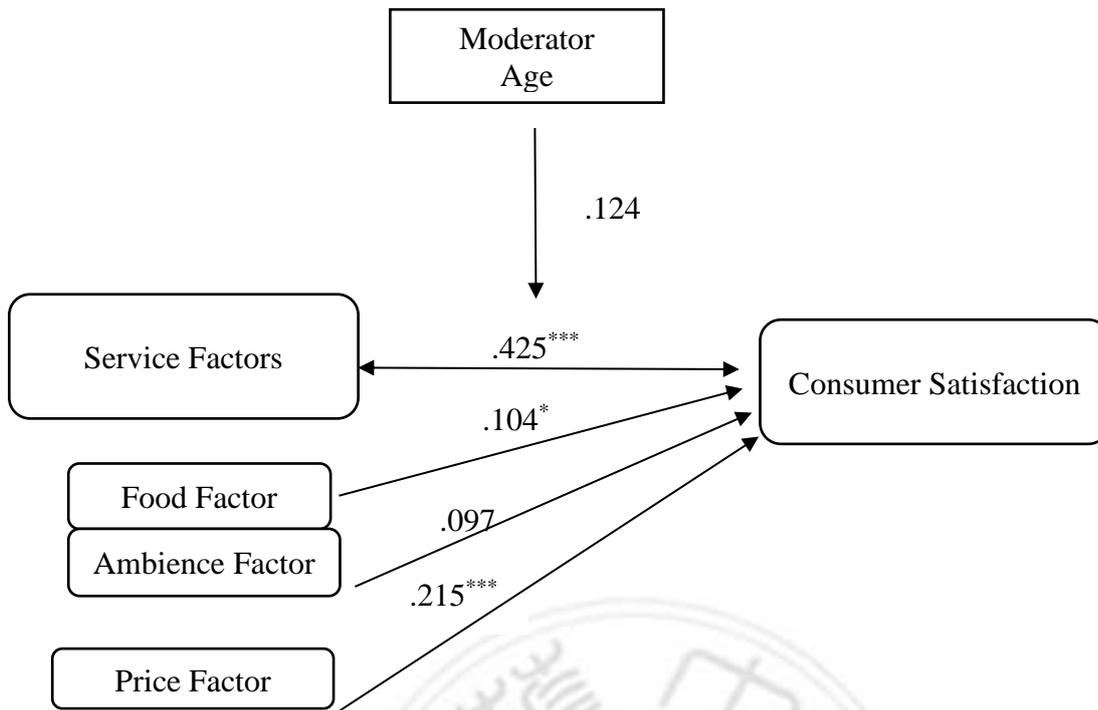 Moderator
Age
.124
Service Factors
.425***
Consumer Satisfaction
.104*
Food Factor
.097
Ambience Factor
.215***
Price Factor